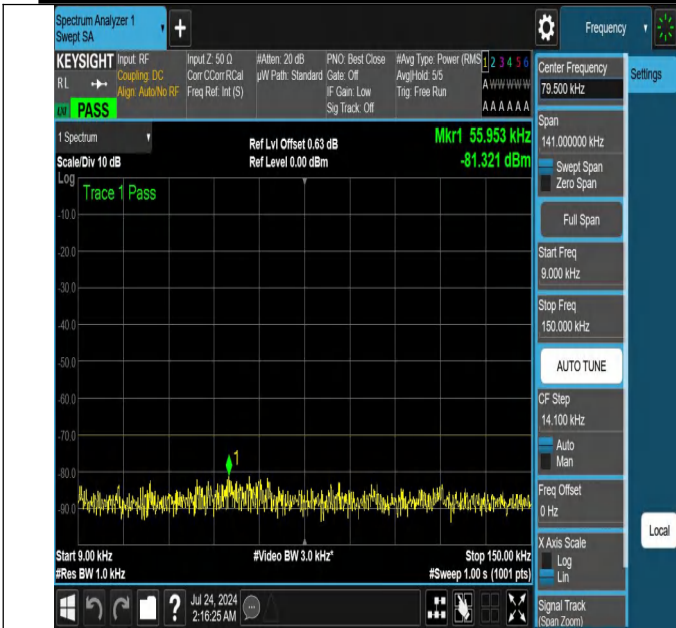 Spectrum Analyzer 1
Swept SA
+
Frequency
KEYSIGHT
RL
PASS
Input: RF
Coupling: DC
Align: Auto/No RF
Input Z: 50 Ω
Corr CCorr RCal
Freq Ref: Int (S)
#Atten: 20 dB
µW Path: Standard
PNO: Best Close
Gate: Off
IF Gain: Low
Sig Track: Off
#Avg Type: Power (RMS
Avg|Hold: 5/5
Trig: Free Run
1 2 3 4 5 6
A W W W W W
A A A A A A
1 Spectrum
Scale/Div 10 dB
Log
Ref Lvl Offset 0.63 dB
Ref Level 0.00 dBm
Mkr1 55.953 kHz
-81.321 dBm
Trace 1 Pass
-10.0
-20.0
-30.0
-40.0
-50.0
-60.0
-70.0
-80.0
-90.0
1
Start 9.00 kHz
#Res BW 1.0 kHz
#Video BW 3.0 kHz*
Stop 150.00 kHz
#Sweep 1.00 s (1001 pts)
Center Frequency
79.500 kHz
Settings
Span
141.000000 kHz
Swept Span
Zero Span
Full Span
Start Freq
9.000 kHz
Stop Freq
150.000 kHz
AUTO TUNE
CF Step
14.100 kHz
Auto
Man
Freq Offset
0 Hz
X Axis Scale
Log
Lin
Local
Signal Track
(Span Zoom)
?
Jul 24, 2024
2:16:25 AM